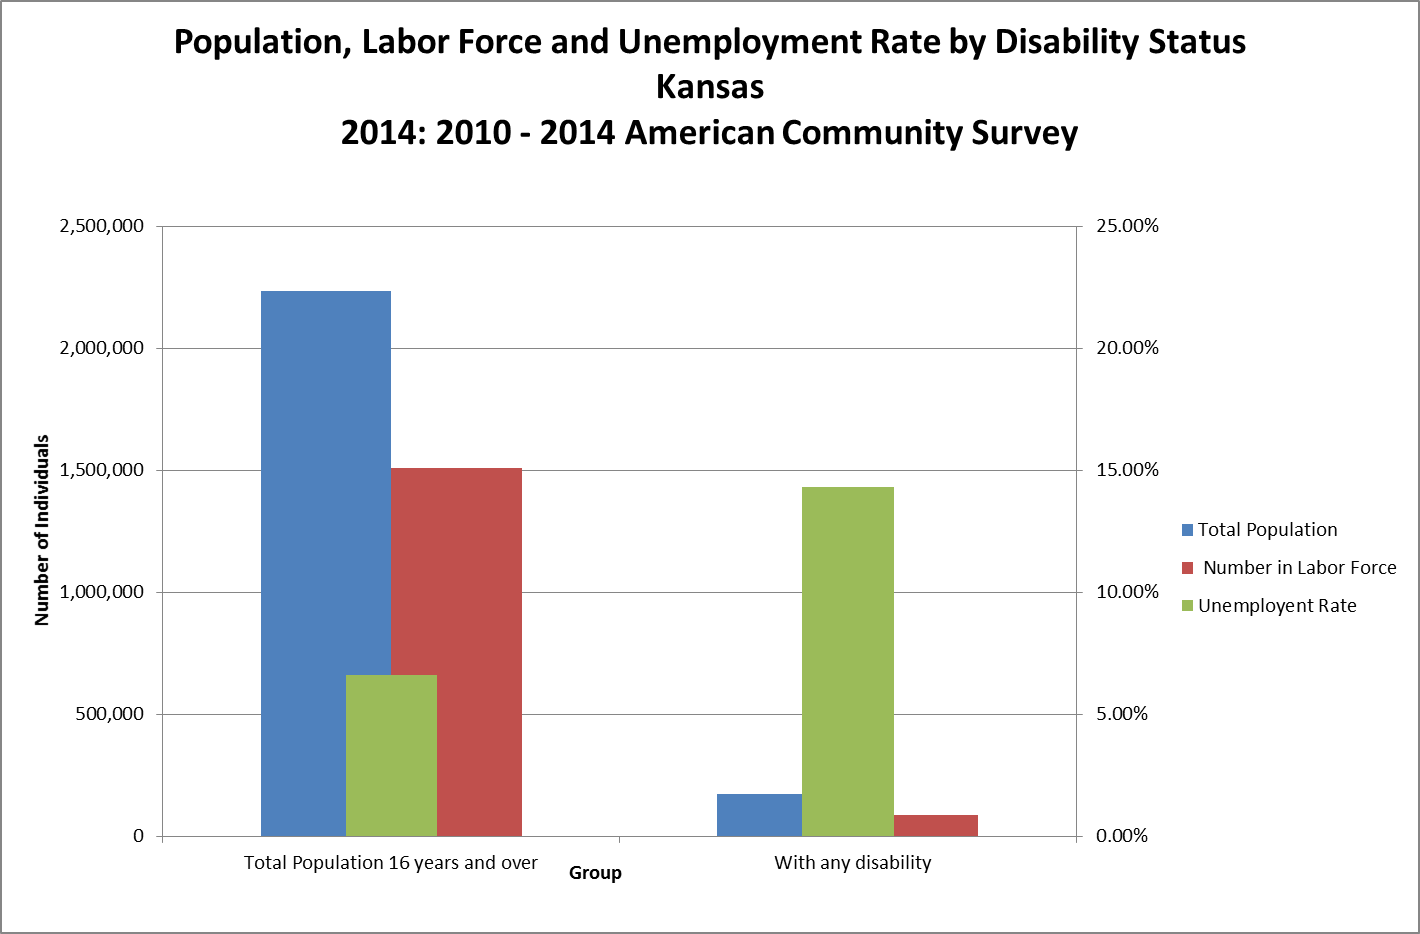 Population, Labor Force and Unemployment Rate by Disability Status
Kansas
2014: 2010 - 2014 American Community Survey
2,500,000
2,000,000
1,500,000
1,000,000
500,000
0
Number of Individuals
25.00%
20.00%
15.00%
10.00%
5.00%
0.00%
Total Population
Number in Labor Force
Unemployent Rate
Total Population 16 years and over
With any disability
Group